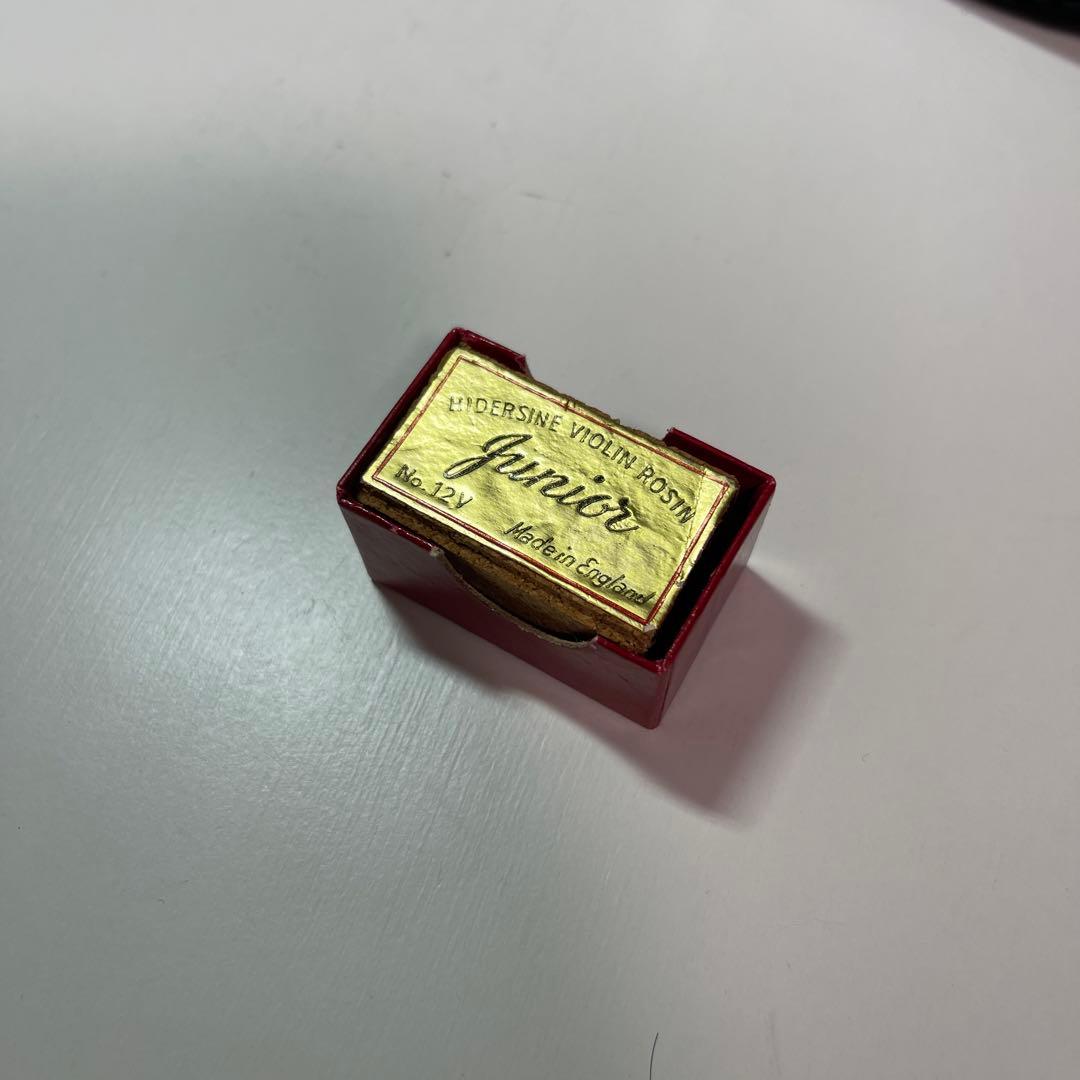 HIDERSINE VIOLIN ROSIN
Junior
No. 12V
Made in England